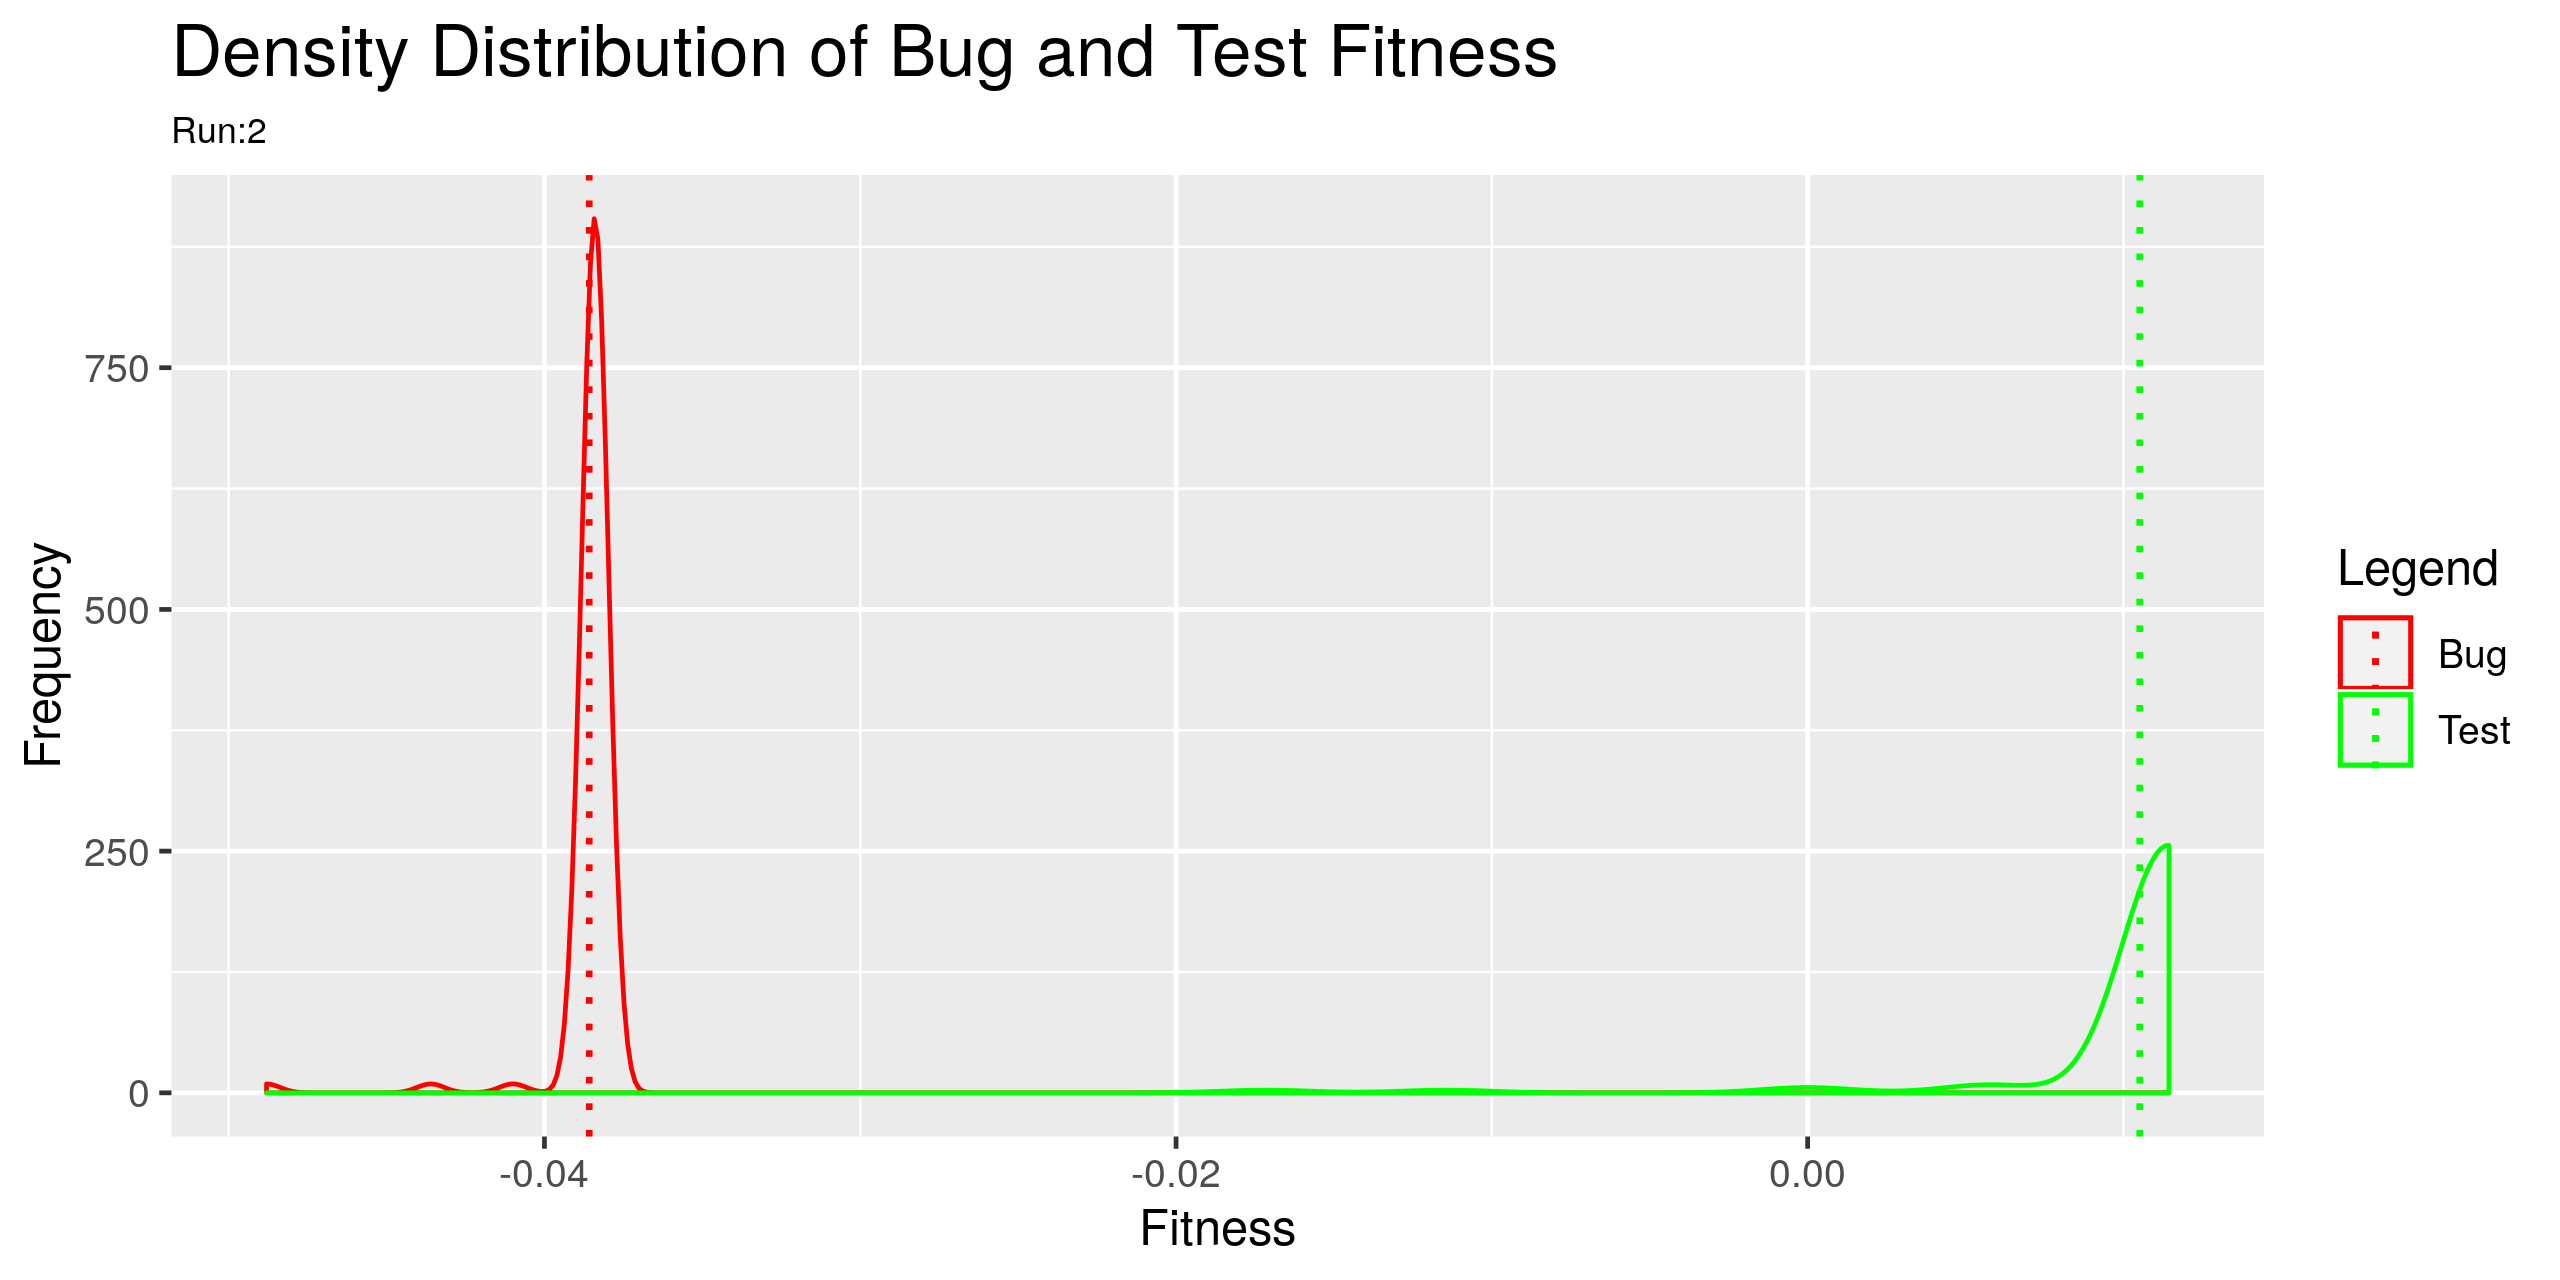 Density Distribution of Bug and Test Fitness
Run:2
Frequency
750
500
250
0
-0.04
-0.02
0.00
Fitness
Legend
Bug
Test